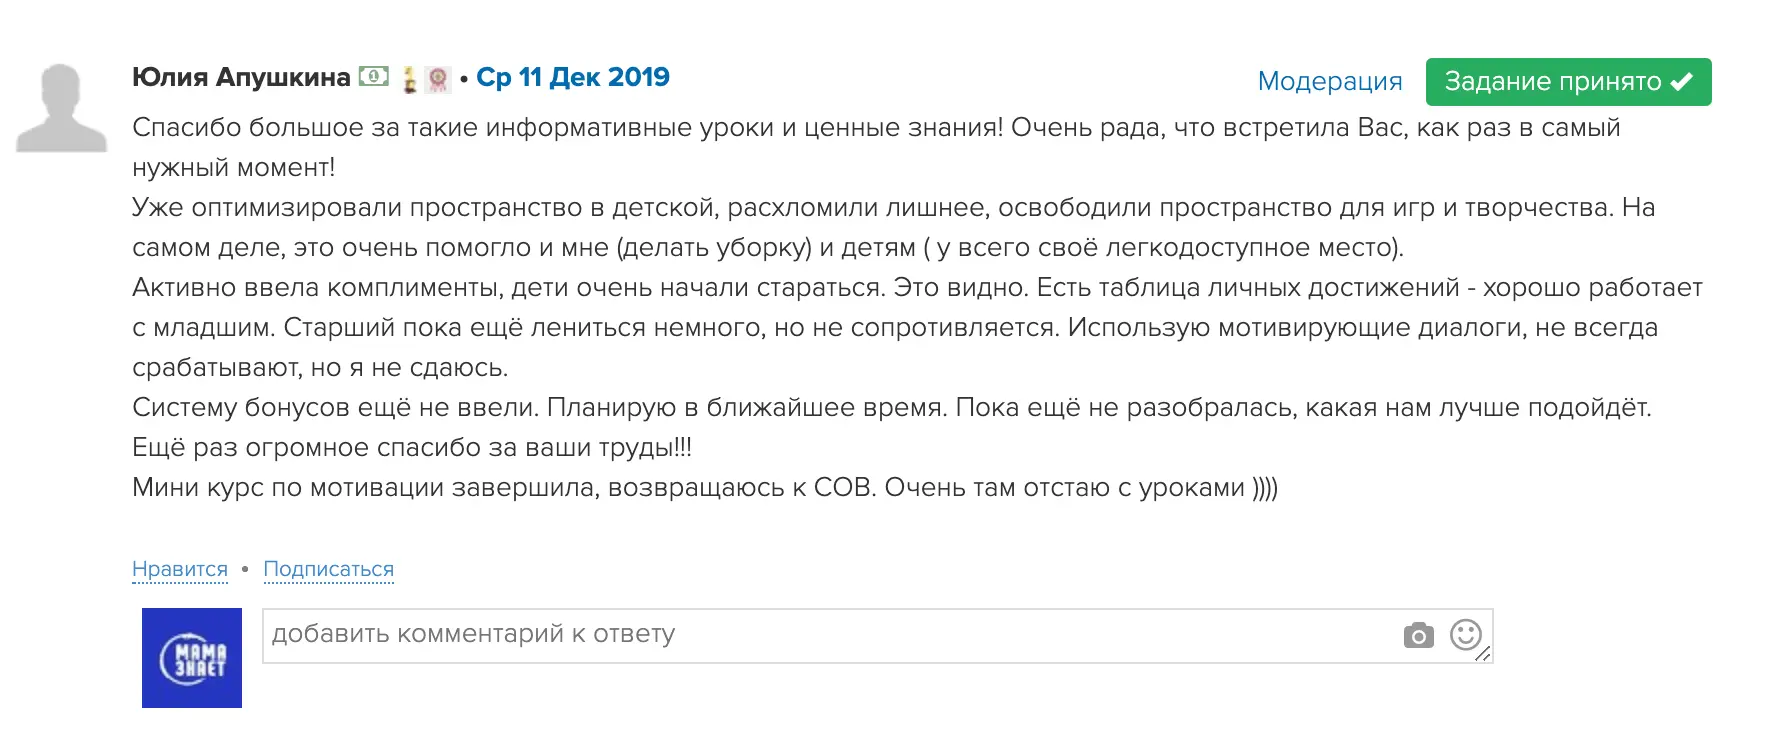 Юлия Апушкина • Ср 11 Дек 2019
Модерация
Задание принято
Спасибо большое за такие информативные уроки и ценные знания! Очень рада, что встретила Вас, как раз в самый
нужный момент!
Уже оптимизировали пространство в детской, расхломили лишнее, освободили пространство для игр и творчества. На
самом деле, это очень помогло и мне (делать уборку) и детям ( у всего своё легкодоступное место).
Активно ввела комплименты, дети очень начали стараться. Это видно. Есть таблица личных достижений - хорошо работает
с младшим. Старший пока ещё лениться немного, но не сопротивляется. Использую мотивирующие диалоги, не всегда
срабатывают, но я не сдаюсь.
Систему бонусов ещё не ввели. Планирую в ближайшее время. Пока ещё не разобралась, какая нам лучше подойдёт.
Ещё раз огромное спасибо за ваши труды!!!
Мини курс по мотивации завершила, возвращаюсь к СОВ. Очень там отстаю с уроками ))))
Нравится • Подписаться
МАМА
ЗНАЕТ
добавить комментарий к ответу